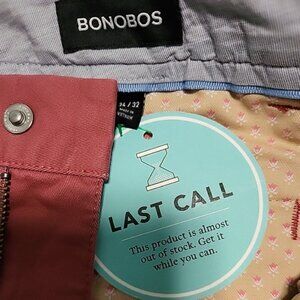 BONOBOS
34 / 32
LAST CALL
This product is almost
out of stock. Get it
while you can.